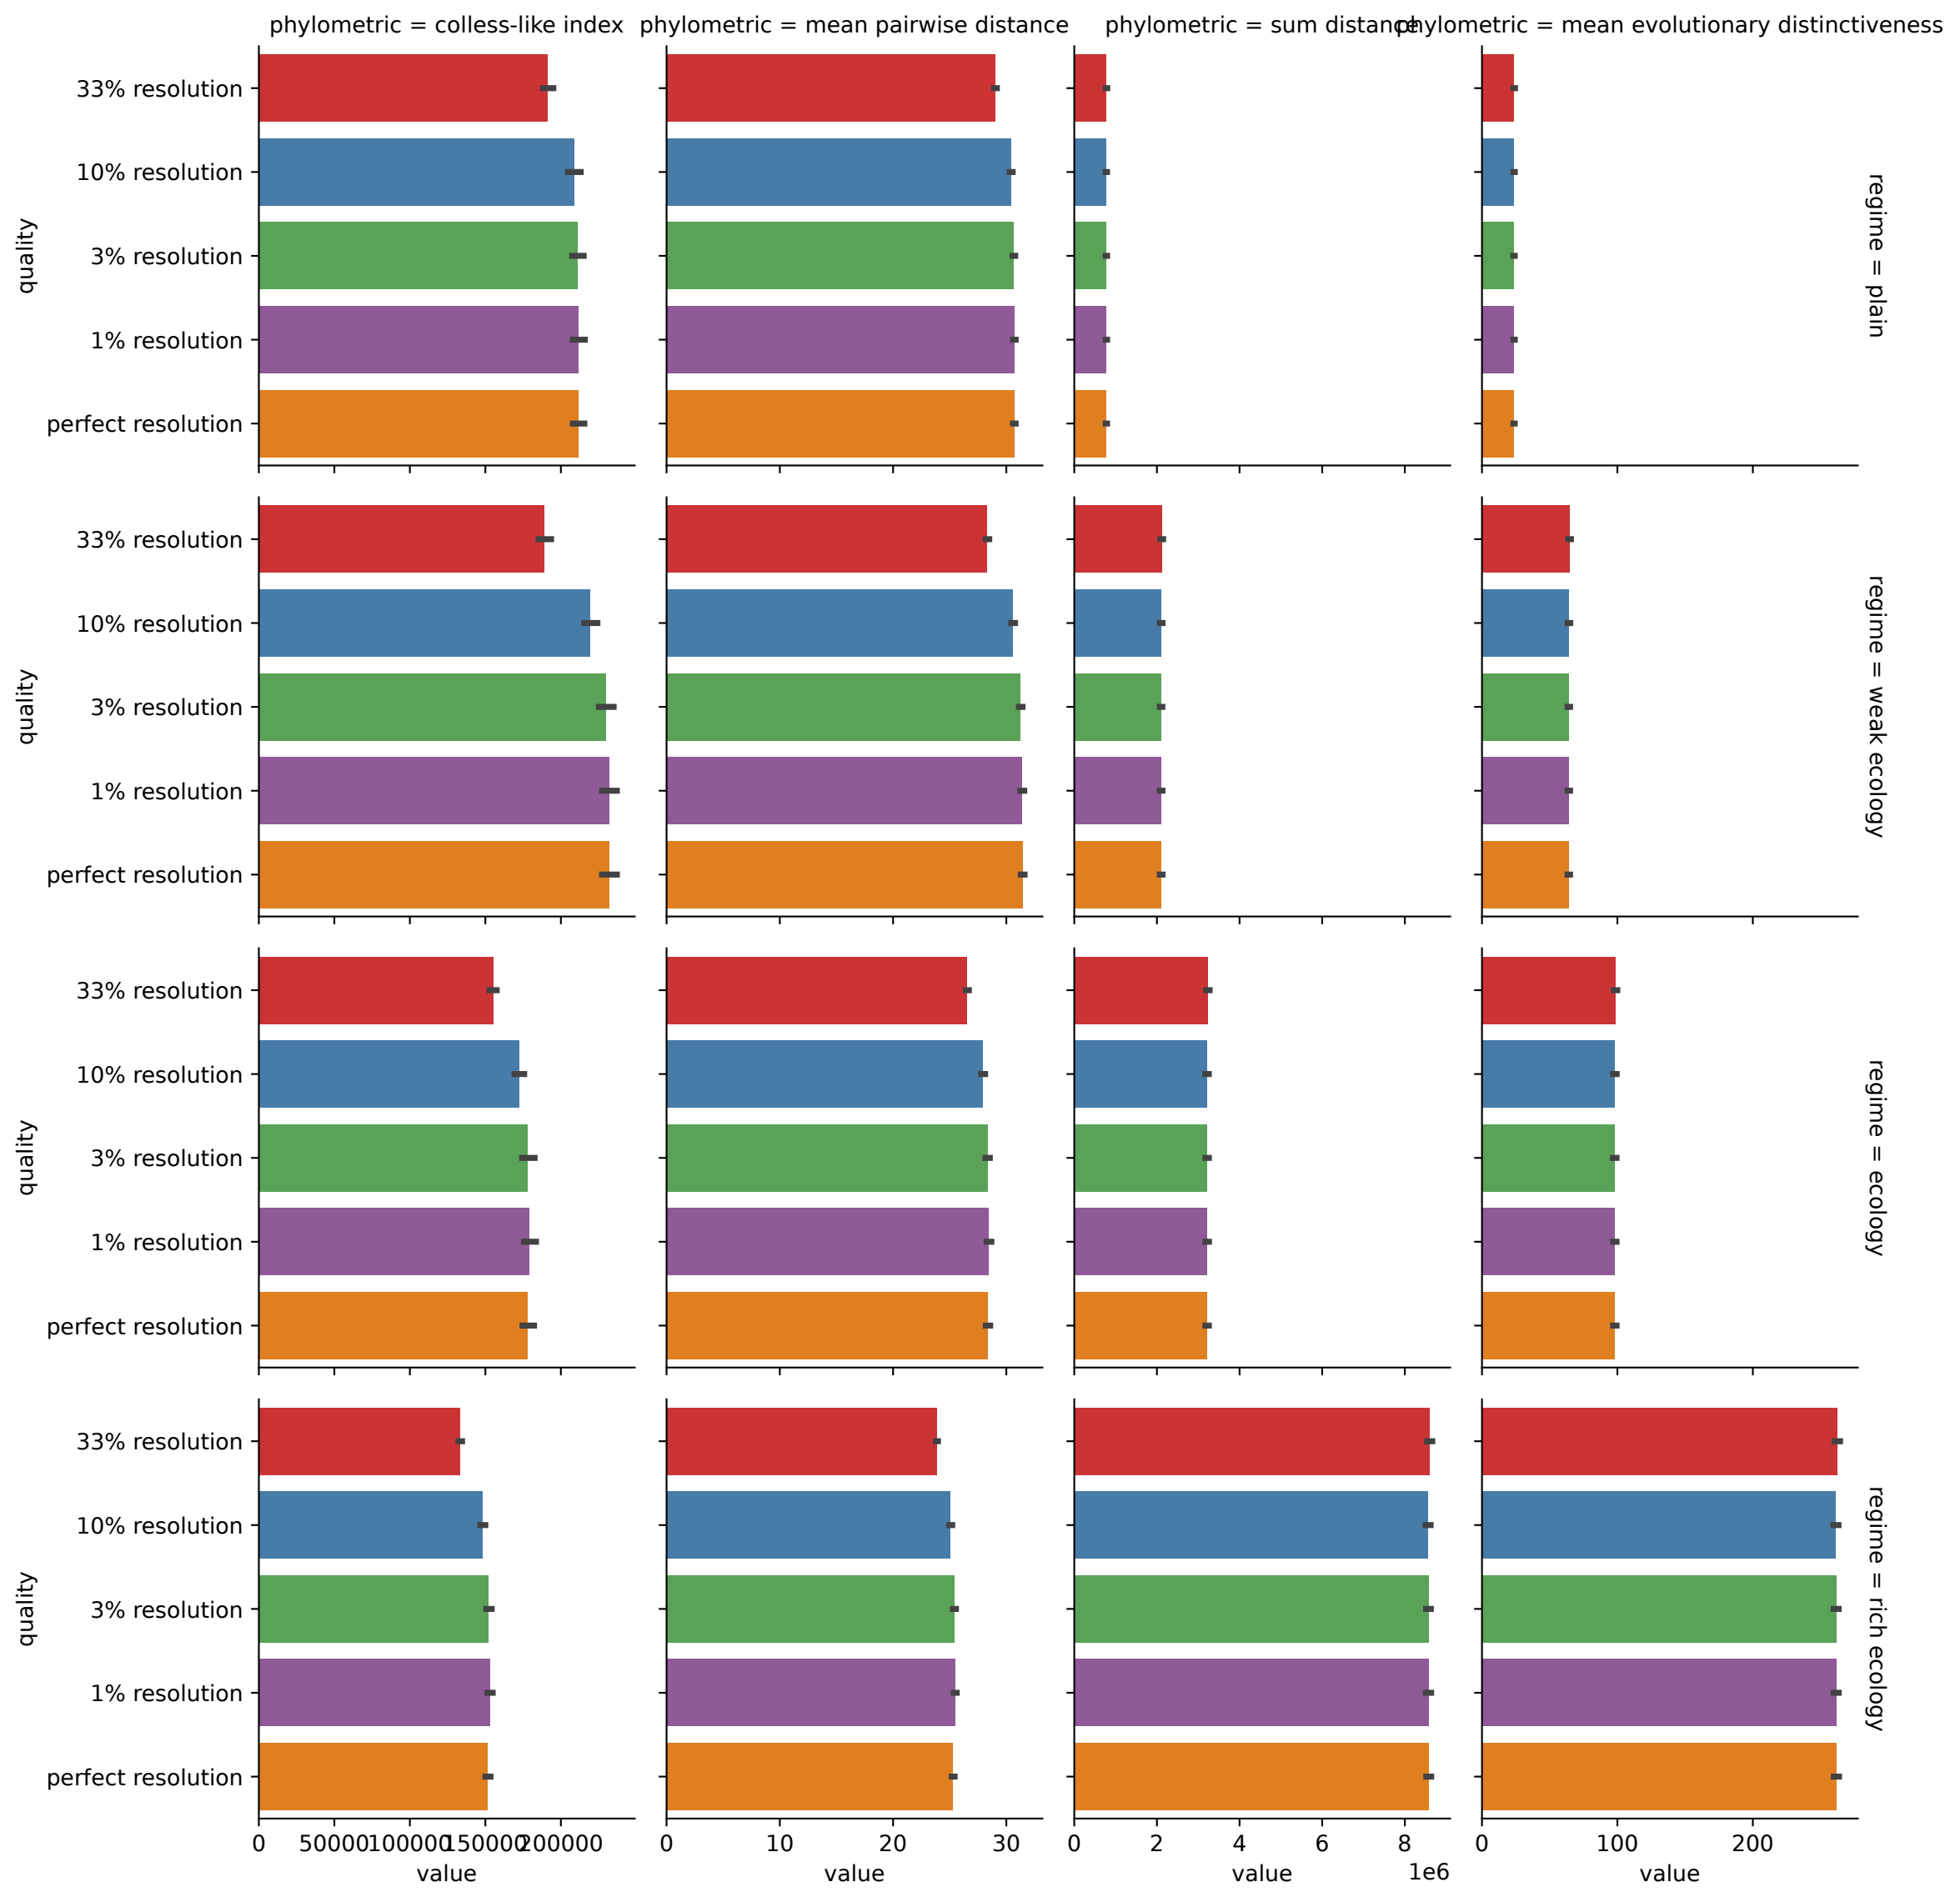 phylometric = colless-like index
phylometric = mean pairwise distance
phylometric = sum distance
phylometric = mean evolutionary distinctiveness
quality
33% resolution
10% resolution
3% resolution
1% resolution
perfect resolution
regime = plain
quality
33% resolution
10% resolution
3% resolution
1% resolution
perfect resolution
regime = weak ecology
quality
33% resolution
10% resolution
3% resolution
1% resolution
perfect resolution
regime = ecology
quality
33% resolution
10% resolution
3% resolution
1% resolution
perfect resolution
regime = rich ecology
0 50000 100000 150000 200000
value
0 10 20 30
value
0 2 4 6 8
1e6
value
0 100 200
value